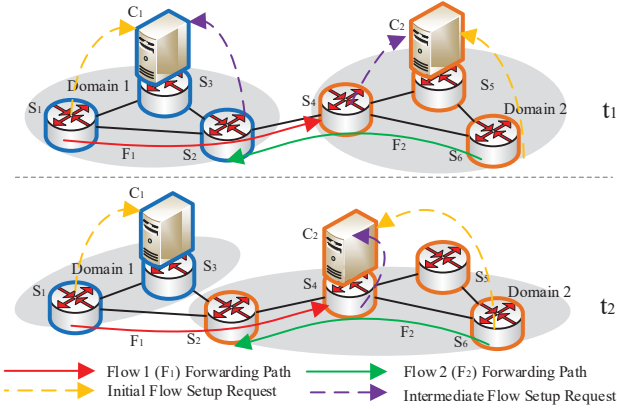 C1
C2
Domain 1
S3
S1
S4
S5
Domain 2
t1
F1
S2
F2
S6
C1
C2
Domain 1
S3
S1
S4
S5
Domain 2
t2
F1
S2
F2
S6
Flow 1 (F1) Forwarding Path
Flow 2 (F2) Forwarding Path
Initial Flow Setup Request
Intermediate Flow Setup Request